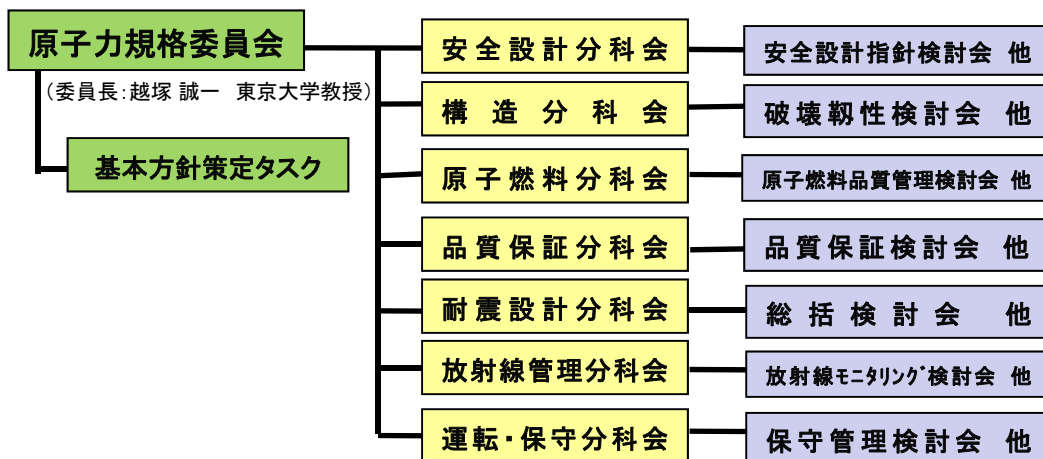 原子力規格委員会
（委員長：越塚 誠一　東京大学教授）
基本方針策定タスク
安全設計分科会
安全設計指針検討会 他
構造分科会
破壊靱性検討会 他
原子燃料分科会
原子燃料品質管理検討会 他
品質保証分科会
品質保証検討会 他
耐震設計分科会
総括検討会 他
放射線管理分科会
放射線ﾓﾆﾀﾘﾝｸﾞ検討会 他
運転・保守分科会
保守管理検討会 他